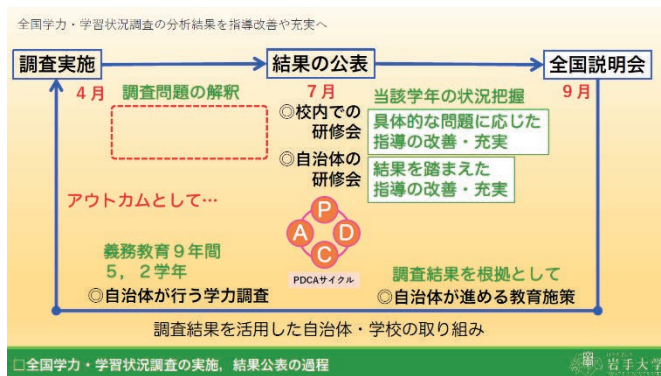 全国学力・学習状況調査の分析結果を指導改善や充実へ
調査実施
結果の公表
全国説明会
4月
調査問題の解釈
7月
◎校内での
研修会
◎自治体の
研修会
当該学年の状況把握
具体的な問題に応じた
指導の改善・充実
結果を踏まえた
指導の改善・充実
9月
アウトカムとして…
P
A
D
C
PDCAサイクル
義務教育9年間
5，2学年
◎自治体が行う学力調査
調査結果を根拠として
◎自治体が進める教育施策
調査結果を活用した自治体・学校の取り組み
□全国学力・学習状況調査の実施，結果公表の過程
岩手大学